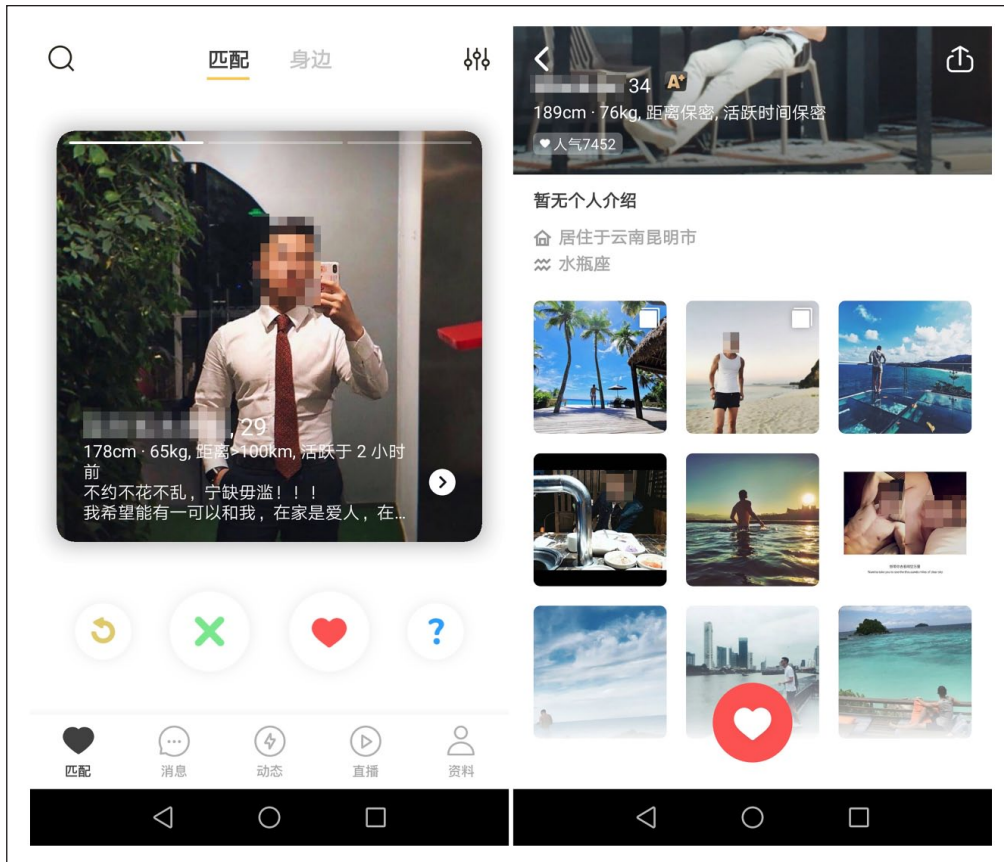 匹配
身边
, 29
178cm · 65kg, 距离>100km, 活跃于 2 小时
前
不约不花不乱，宁缺毋滥！！！
我希望能有一可以和我，在家是爱人，在...
匹配
消息
动态
直播
资料
34 A+
189cm · 76kg, 距离保密, 活跃时间保密
人气7452
暂无个人介绍
居住于云南昆明市
水瓶座